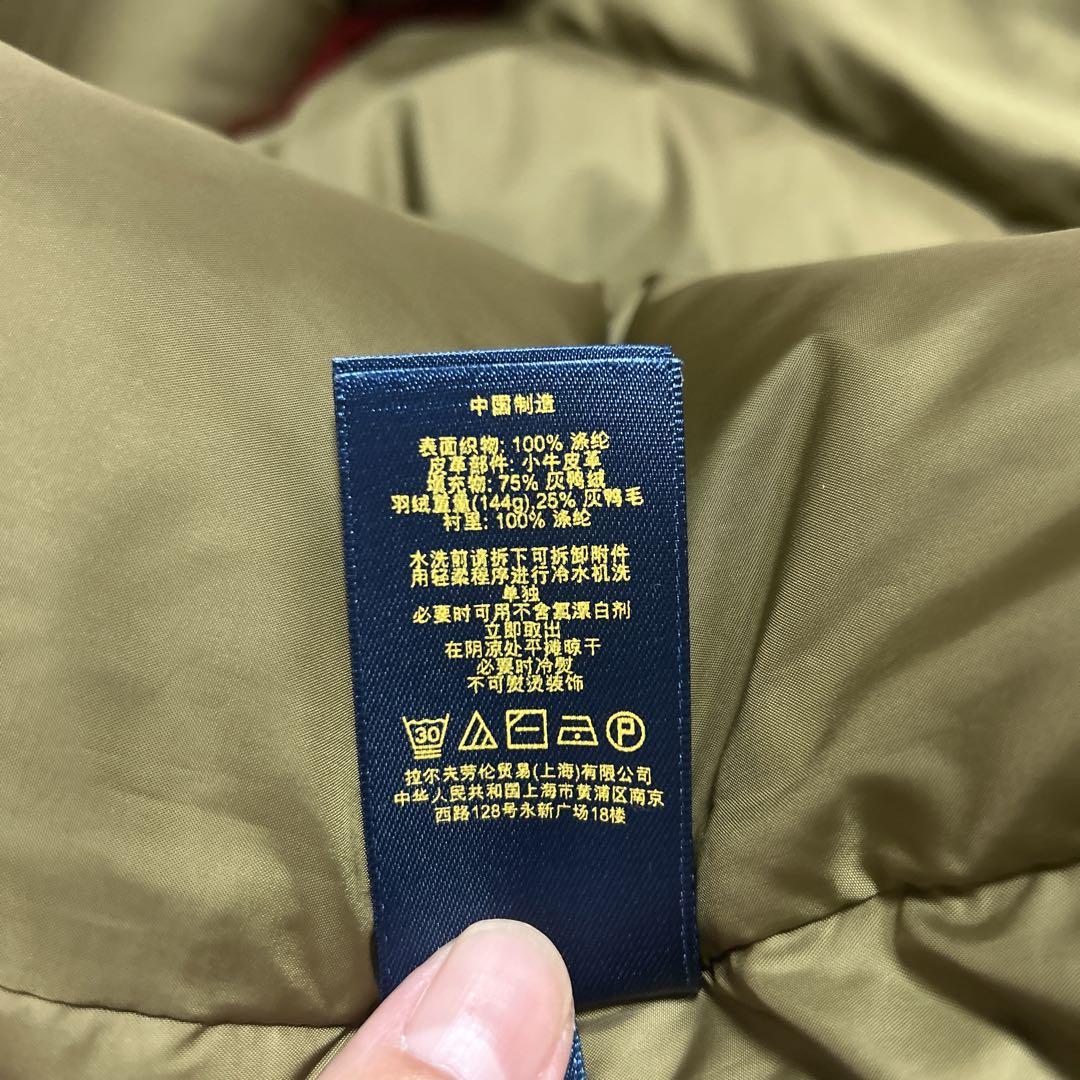 中国制造
表面织物: 100% 涤纶
皮革部件: 小牛皮革
填充物: 75% 灰鸭绒
羽绒重量(144g),25% 灰鸭毛
衬里: 100% 涤纶
水洗前请拆下可拆卸附件
用轻柔程序进行冷水机洗
单独
必要时可用不含氯漂白剂
立即取出
在阴凉处平摊晾干
必要时冷熨
不可熨烫装饰
30 P
拉尔夫劳伦贸易(上海)有限公司
中华人民共和国上海市黄浦区南京
西路128号永新广场18楼